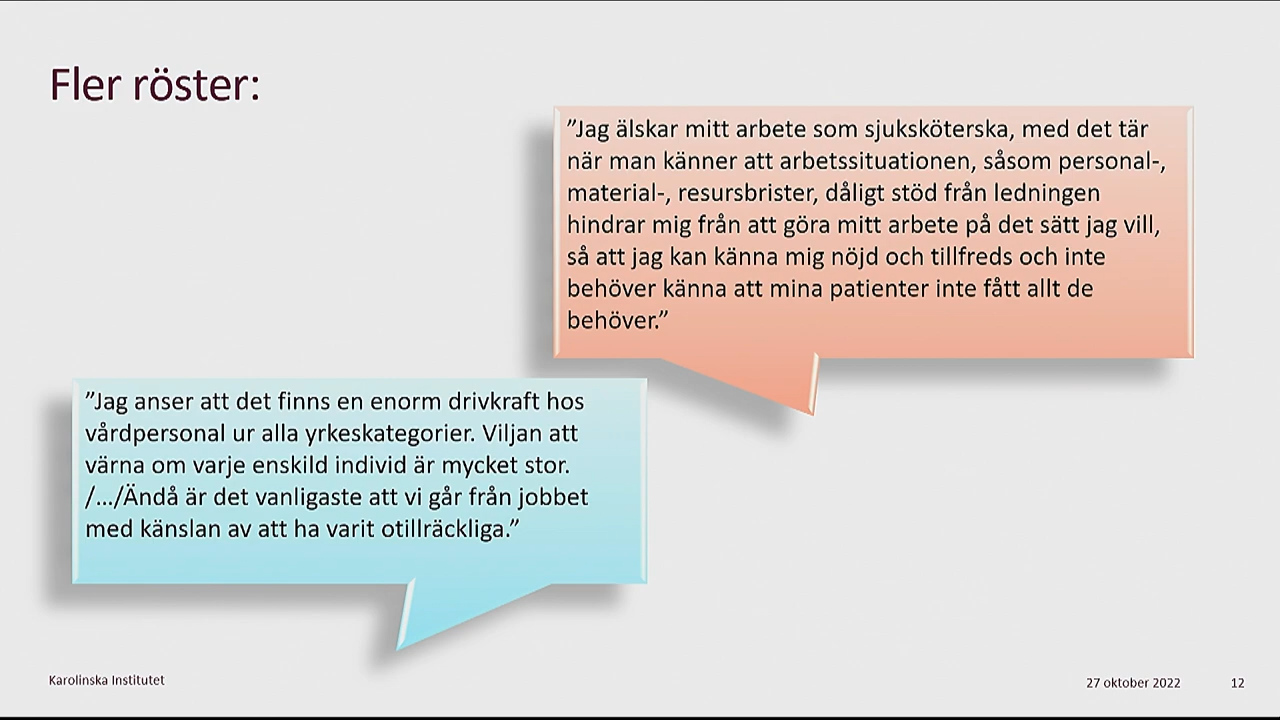 Fler röster:
”Jag älskar mitt arbete som sjuksköterska, med det tär
när man känner att arbetssituationen, såsom personal-,
material-, resursbrister, dåligt stöd från ledningen
hindrar mig från att göra mitt arbete på det sätt jag vill,
så att jag kan känna mig nöjd och tillfreds och inte
behöver känna att mina patienter inte fått allt de
behöver.”
”Jag anser att det finns en enorm drivkraft hos
vårdpersonal ur alla yrkeskategorier. Viljan att
värna om varje enskild individ är mycket stor.
/…/Ändå är det vanligaste att vi går från jobbet
med känslan av att ha varit otillräckliga.”
Karolinska Institutet
27 oktober 2022
12